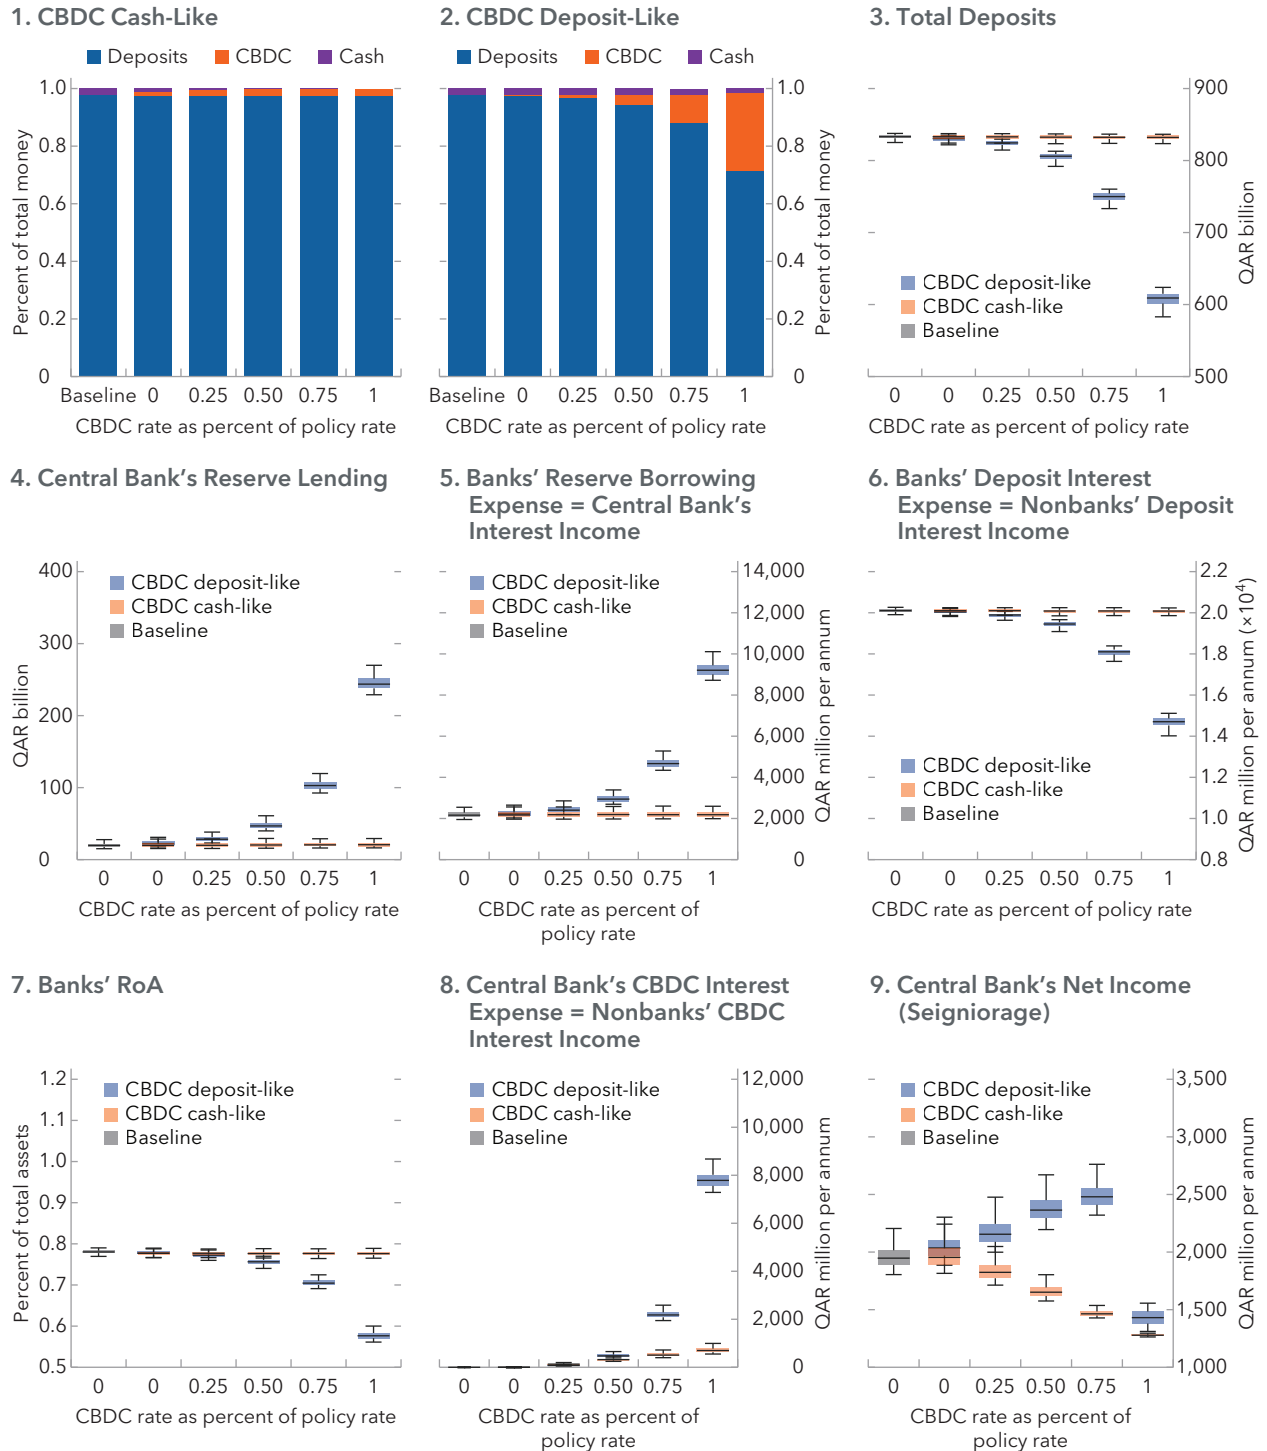 1. CBDC Cash-Like
Deposits CBDC Cash
Percent of total money
1.0
0.8
0.6
0.4
0.2
0
Baseline 0 0.25 0.50 0.75 1
CBDC rate as percent of policy rate
2. CBDC Deposit-Like
Deposits CBDC Cash
1.0
0.8
0.6
0.4
0.2
0
Percent of total money
Baseline 0 0.25 0.50 0.75 1
CBDC rate as percent of policy rate
3. Total Deposits
900
800
700
600
500
QAR billion
CBDC deposit-like
CBDC cash-like
Baseline
0 0 0.25 0.50 0.75 1
CBDC rate as percent of policy rate
4. Central Bank's Reserve Lending
QAR billion
400
300
200
100
0
CBDC deposit-like
CBDC cash-like
Baseline
0 0 0.25 0.50 0.75 1
CBDC rate as percent of policy rate
5. Banks' Reserve Borrowing
Expense = Central Bank's
Interest Income
CBDC deposit-like
CBDC cash-like
Baseline
14,000
12,000
10,000
8,000
6,000
4,000
2,000
0
QAR million per annum
0 0 0.25 0.50 0.75 1
CBDC rate as percent of
policy rate
6. Banks' Deposit Interest
Expense = Nonbanks' Deposit
Interest Income
2.2
2.0
1.8
1.6
1.4
1.2
1.0
0.8
QAR million per annum (×10⁴)
CBDC deposit-like
CBDC cash-like
Baseline
0 0 0.25 0.50 0.75 1
CBDC rate as percent of policy rate
7. Banks' RoA
Percent of total assets
1.2
1.1
1.0
0.9
0.8
0.7
0.6
0.5
CBDC deposit-like
CBDC cash-like
Baseline
0 0 0.25 0.50 0.75 1
CBDC rate as percent of policy rate
8. Central Bank's CBDC Interest
Expense = Nonbanks' CBDC
Interest Income
CBDC deposit-like
CBDC cash-like
Baseline
12,000
10,000
8,000
6,000
4,000
2,000
0
QAR million per annum
0 0 0.25 0.50 0.75 1
CBDC rate as percent of
policy rate
9. Central Bank's Net Income
(Seigniorage)
CBDC deposit-like
CBDC cash-like
Baseline
3,500
3,000
2,500
2,000
1,500
1,000
QAR million per annum
0 0 0.25 0.50 0.75 1
CBDC rate as percent of
policy rate